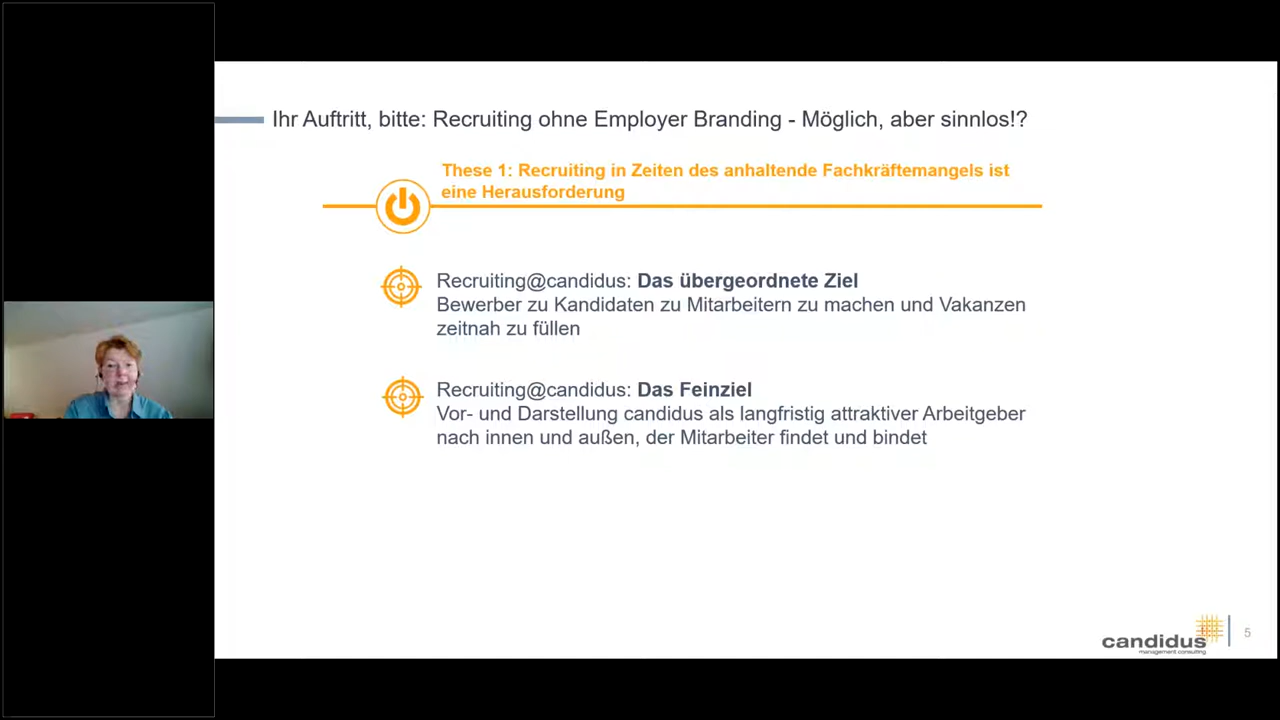 Ihr Auftritt, bitte: Recruiting ohne Employer Branding - Möglich, aber sinnlos!?
These 1: Recruiting in Zeiten des anhaltende Fachkräftemangels ist
eine Herausforderung
Recruiting@candidus: Das übergeordnete Ziel
Bewerber zu Kandidaten zu Mitarbeitern zu machen und Vakanzen
zeitnah zu füllen
Recruiting@candidus: Das Feinziel
Vor- und Darstellung candidus als langfristig attraktiver Arbeitgeber
nach innen und außen, der Mitarbeiter findet und bindet
candidus
management consulting
5